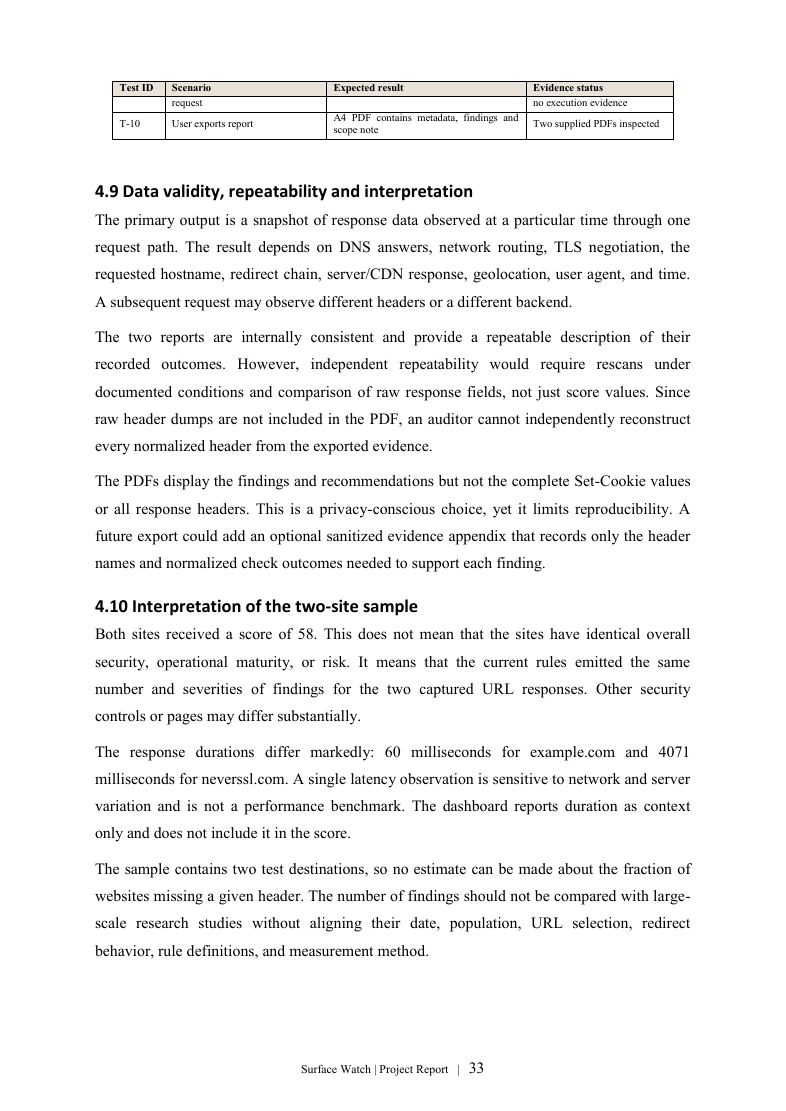 Test ID Scenario Expected result Evidence status
request no execution evidence
T-10 User exports report A4 PDF contains metadata, findings and scope note Two supplied PDFs inspected
4.9 Data validity, repeatability and interpretation
The primary output is a snapshot of response data observed at a particular time through one
request path. The result depends on DNS answers, network routing, TLS negotiation, the
requested hostname, redirect chain, server/CDN response, geolocation, user agent, and time.
A subsequent request may observe different headers or a different backend.
The two reports are internally consistent and provide a repeatable description of their
recorded outcomes. However, independent repeatability would require rescans under
documented conditions and comparison of raw response fields, not just score values. Since
raw header dumps are not included in the PDF, an auditor cannot independently reconstruct
every normalized header from the exported evidence.
The PDFs display the findings and recommendations but not the complete Set-Cookie values
or all response headers. This is a privacy-conscious choice, yet it limits reproducibility. A
future export could add an optional sanitized evidence appendix that records only the header
names and normalized check outcomes needed to support each finding.
4.10 Interpretation of the two-site sample
Both sites received a score of 58. This does not mean that the sites have identical overall
security, operational maturity, or risk. It means that the current rules emitted the same
number and severities of findings for the two captured URL responses. Other security
controls or pages may differ substantially.
The response durations differ markedly: 60 milliseconds for example.com and 4071
milliseconds for neverssl.com. A single latency observation is sensitive to network and server
variation and is not a performance benchmark. The dashboard reports duration as context
only and does not include it in the score.
The sample contains two test destinations, so no estimate can be made about the fraction of
websites missing a given header. The number of findings should not be compared with large-
scale research studies without aligning their date, population, URL selection, redirect
behavior, rule definitions, and measurement method.
Surface Watch | Project Report | 33